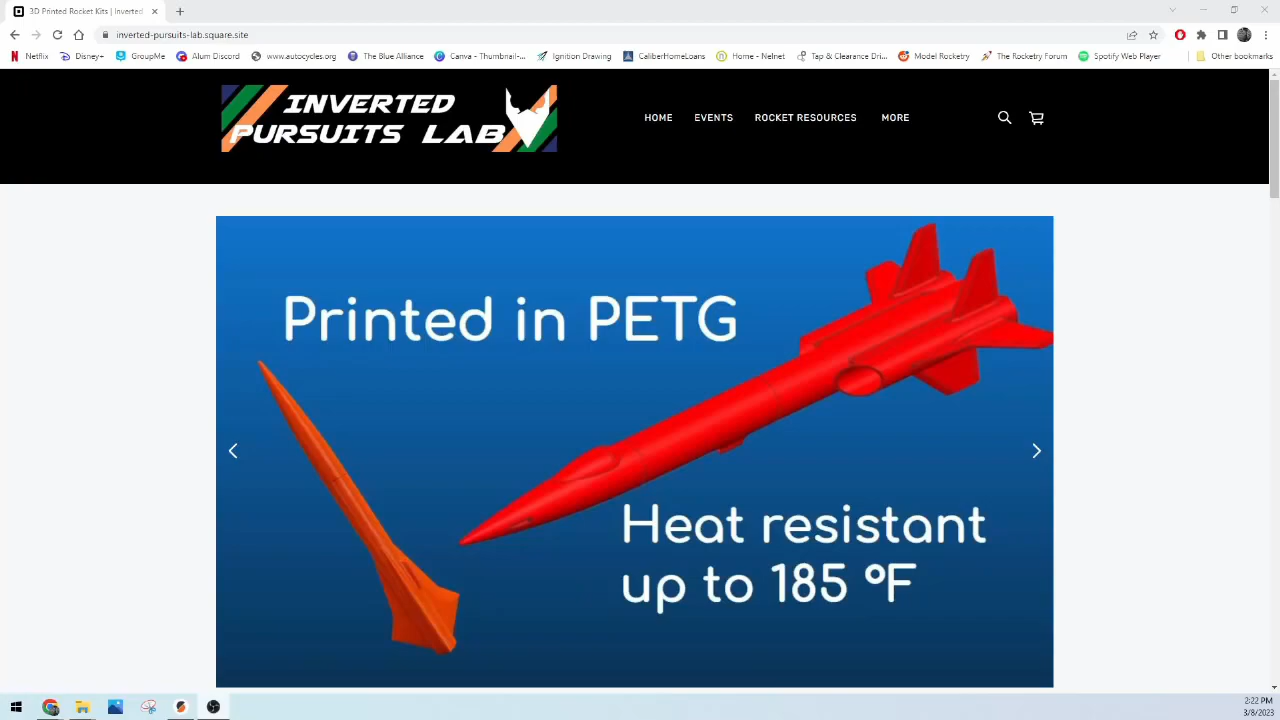 3D Printed Rocket Kits | Inverted
inverted-pursuits-lab.square.site
Netflix
Disney+
GroupMe
Alum Discord
www.autocycles.org
The Blue Alliance
Canva - Thumbnail-...
Ignition Drawing
CaliberHomeLoans
Home - Nelnet
Tap & Clearance Dri...
Model Rocketry
The Rocketry Forum
Spotify Web Player
Other bookmarks
INVERTED
PURSUITS LAB
HOME
EVENTS
ROCKET RESOURCES
MORE
Printed in PETG
Heat resistant
up to 185 °F
2:22 PM
3/8/2023